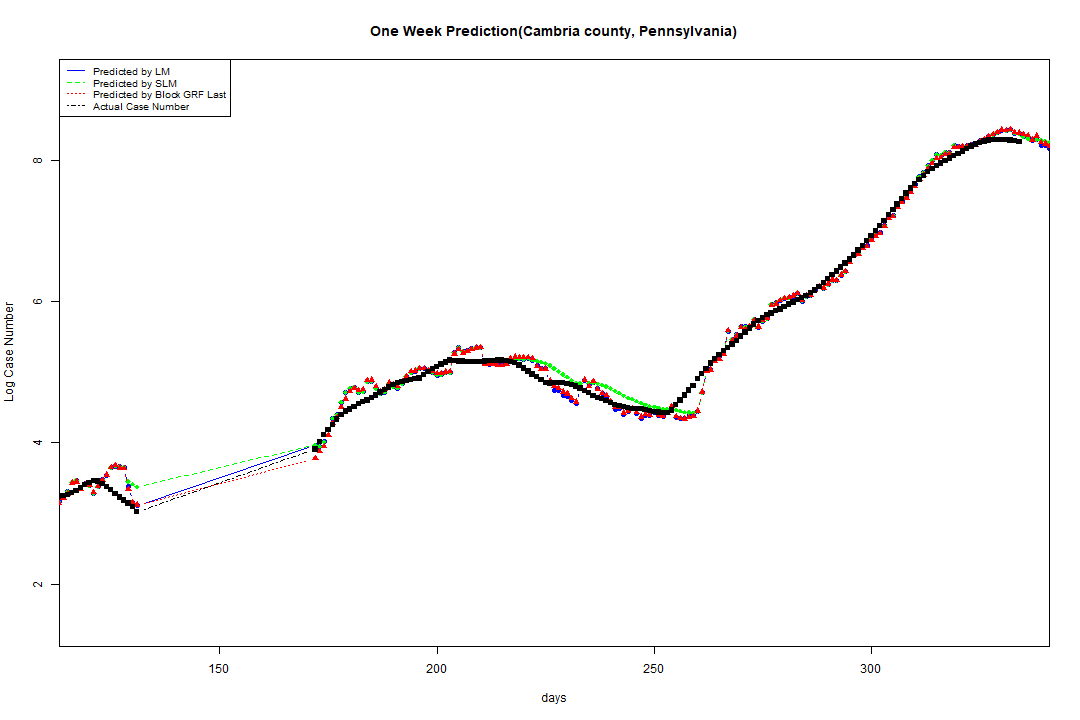 One Week Prediction(Cambria county, Pennsylvania)
Predicted by LM
Predicted by SLM
Predicted by Block GRF Last
Actual Case Number
8
6
4
2
Log Case Number
150
200
250
300
days